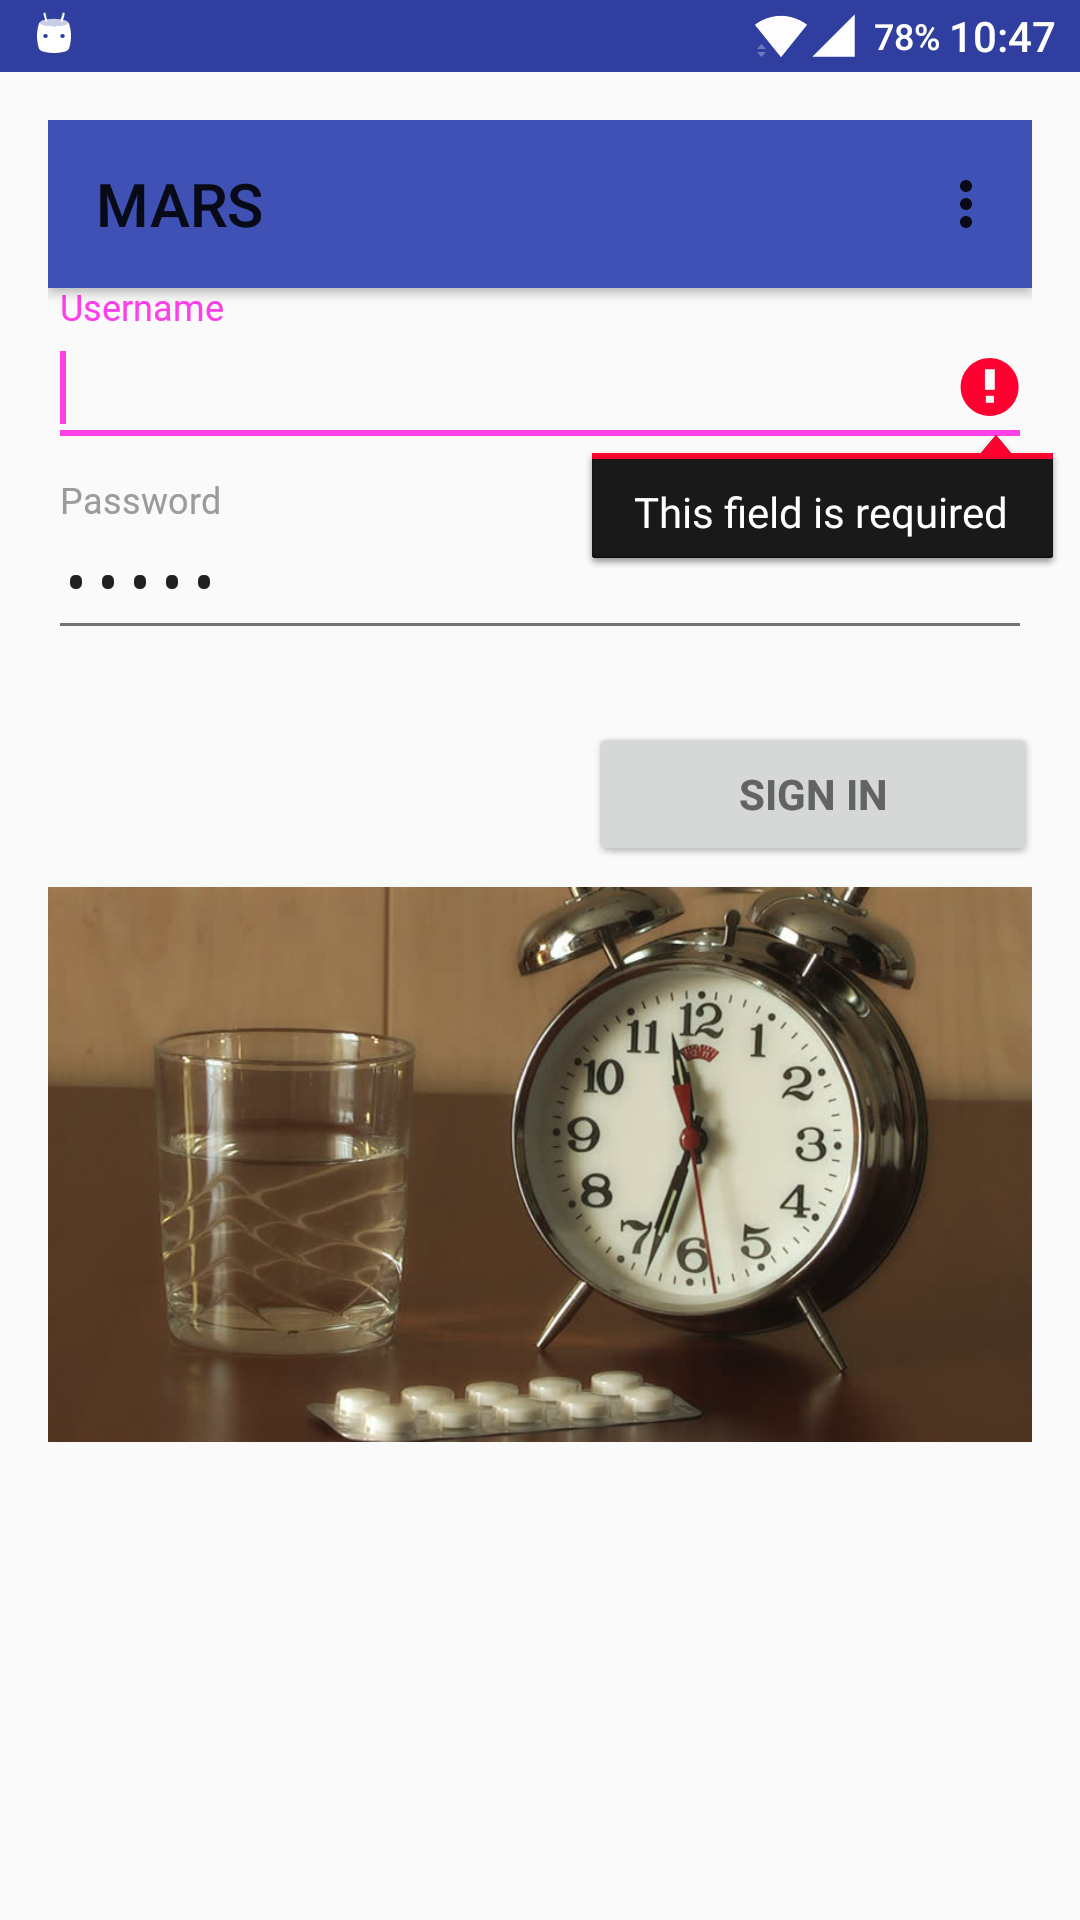 78% 10:47
MARS
Username
This field is required
Password
SIGN IN
12
11 1
10 2
9 3
8 4
7 6 5